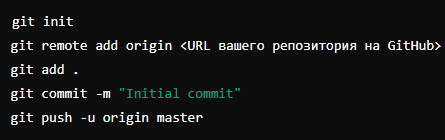 git init
git remote add origin <URL вашего репозитория на GitHub>
git add .
git commit -m "Initial commit"
git push -u origin master